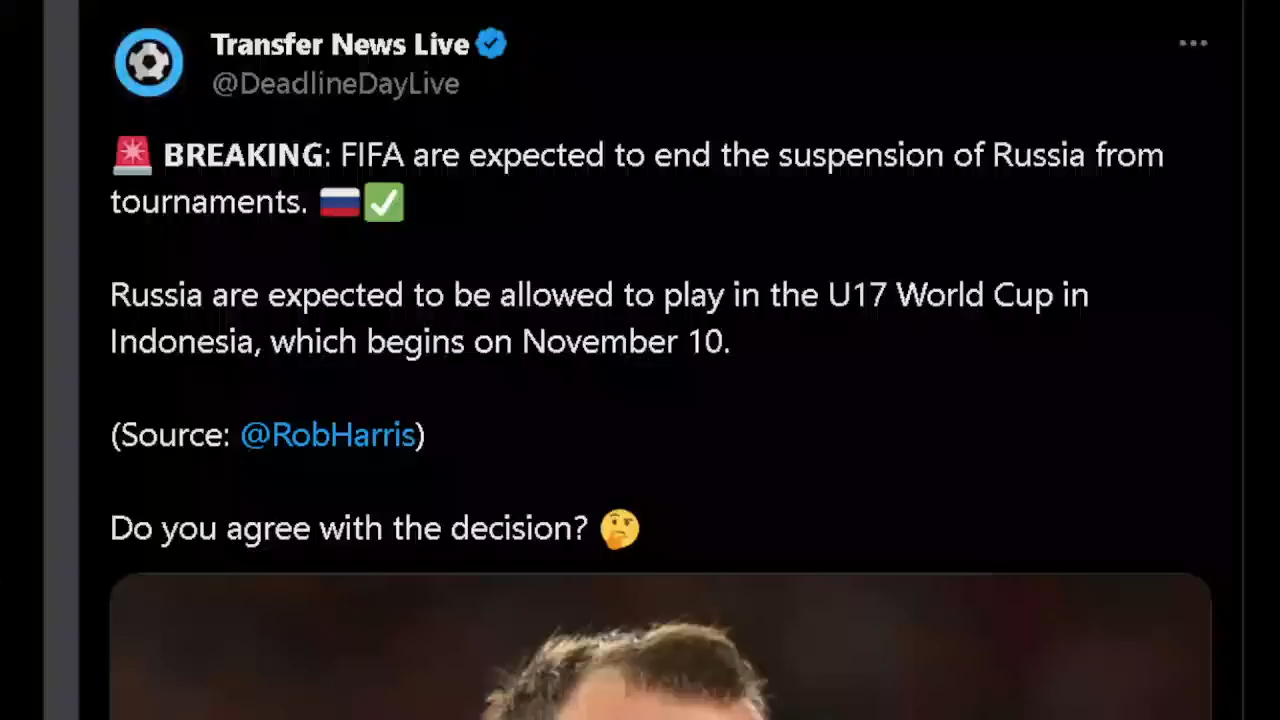 Transfer News Live
@DeadlineDayLive
🚨 BREAKING: FIFA are expected to end the suspension of Russia from
tournaments. 🇷🇺✅
Russia are expected to be allowed to play in the U17 World Cup in
Indonesia, which begins on November 10.
(Source: @RobHarris)
Do you agree with the decision? 🤔